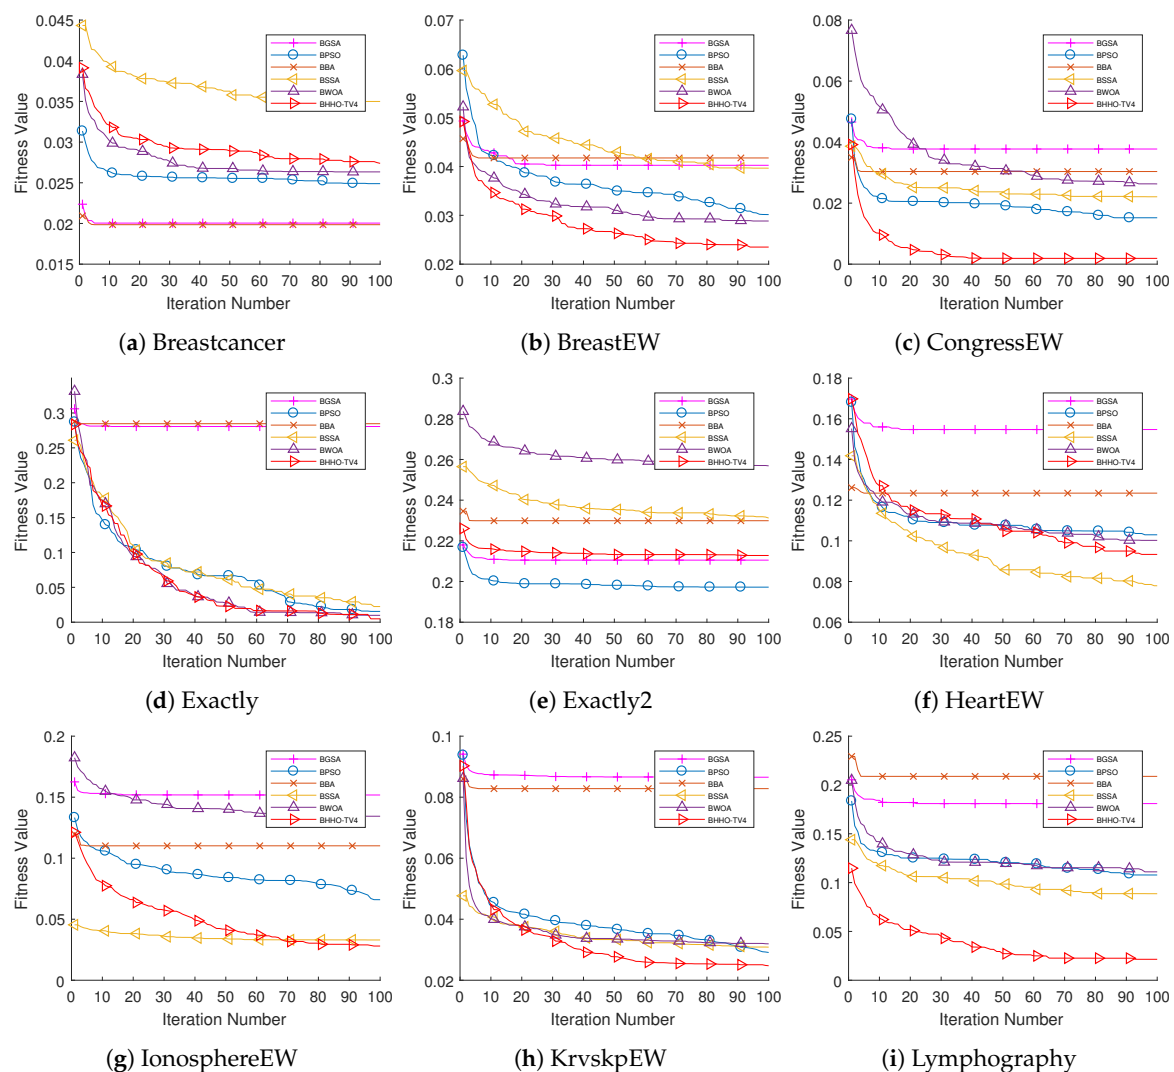 0.045
0.04
0.035
0.03
0.025
0.02
0.015
Fitness Value
0 10 20 30 40 50 60 70 80 90 100
Iteration Number
BGSA
BPSO
BBA
BSSA
BWOA
BHHO-TV4
(a) Breastcancer
0.07
0.06
0.05
0.04
0.03
0.02
Fitness Value
0 10 20 30 40 50 60 70 80 90 100
Iteration Number
BGSA
BPSO
BBA
BSSA
BWOA
BHHO-TV4
(b) BreastEW
0.08
0.06
0.04
0.02
0
Fitness Value
0 10 20 30 40 50 60 70 80 90 100
Iteration Number
BGSA
BPSO
BBA
BSSA
BWOA
BHHO-TV4
(c) CongressEW
0.3
0.25
0.2
0.15
0.1
0.05
0
Fitness Value
0 10 20 30 40 50 60 70 80 90 100
Iteration Number
BGSA
BPSO
BBA
BSSA
BWOA
BHHO-TV4
(d) Exactly
0.3
0.28
0.26
0.24
0.22
0.2
0.18
Fitness Value
0 10 20 30 40 50 60 70 80 90 100
Iteration Number
BGSA
BPSO
BBA
BSSA
BWOA
BHHO-TV4
(e) Exactly2
0.18
0.16
0.14
0.12
0.1
0.08
0.06
Fitness Value
0 10 20 30 40 50 60 70 80 90 100
Iteration Number
BGSA
BPSO
BBA
BSSA
BWOA
BHHO-TV4
(f) HeartEW
0.2
0.15
0.1
0.05
0
Fitness Value
0 10 20 30 40 50 60 70 80 90 100
Iteration Number
BGSA
BPSO
BBA
BSSA
BWOA
BHHO-TV4
(g) IonosphereEW
0.1
0.08
0.06
0.04
0.02
Fitness Value
0 10 20 30 40 50 60 70 80 90 100
Iteration Number
BGSA
BPSO
BBA
BSSA
BWOA
BHHO-TV4
(h) KrvskpEW
0.25
0.2
0.15
0.1
0.05
0
Fitness Value
0 10 20 30 40 50 60 70 80 90 100
Iteration Number
BGSA
BPSO
BBA
BSSA
BWOA
BHHO-TV4
(i) Lymphography